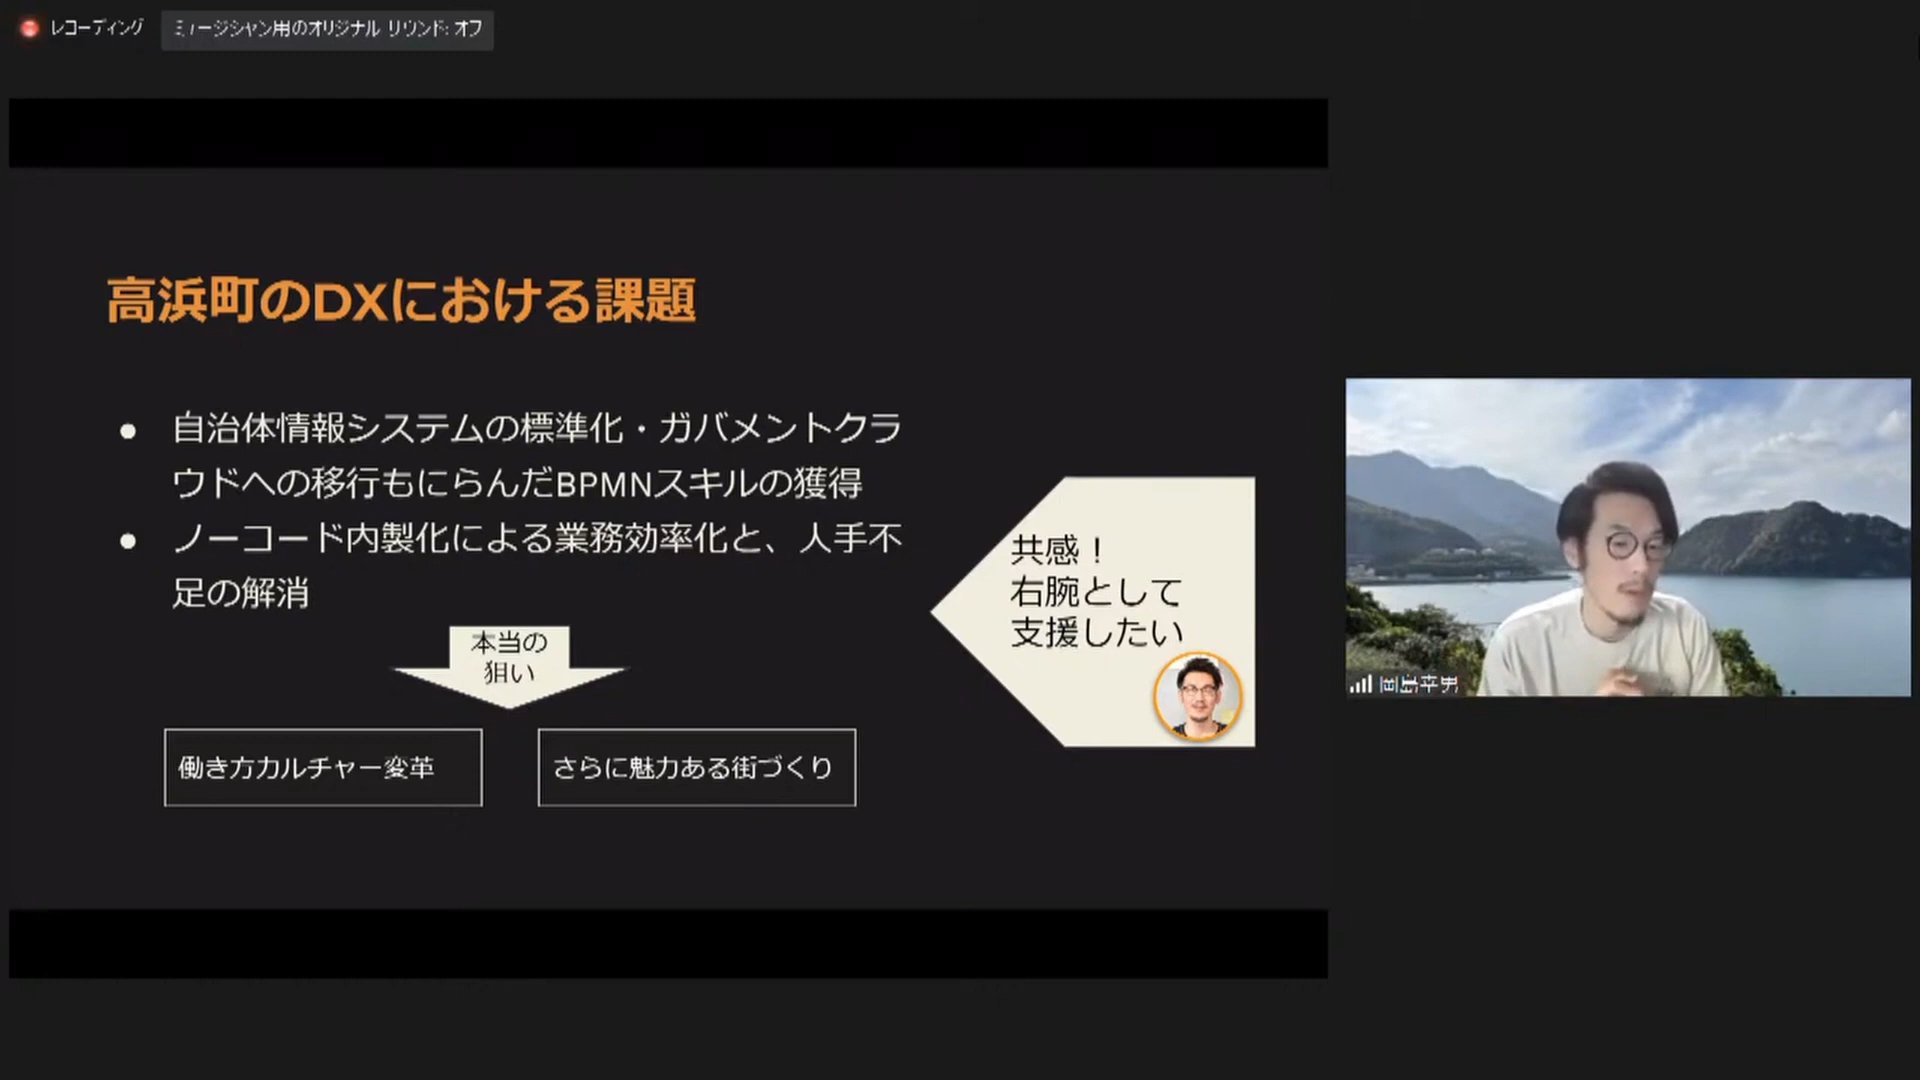 レコーディング
ミュージシャン用のオリジナル サウンド: オフ
高浜町のDXにおける課題
● 自治体情報システムの標準化・ガバメントクラ
ウドへの移行もにらんだBPMNスキルの獲得
● ノーコード内製化による業務効率化と、人手不
足の解消
本当の
狙い
働き方カルチャー変革
さらに魅力ある街づくり
共感！
右腕として
支援したい